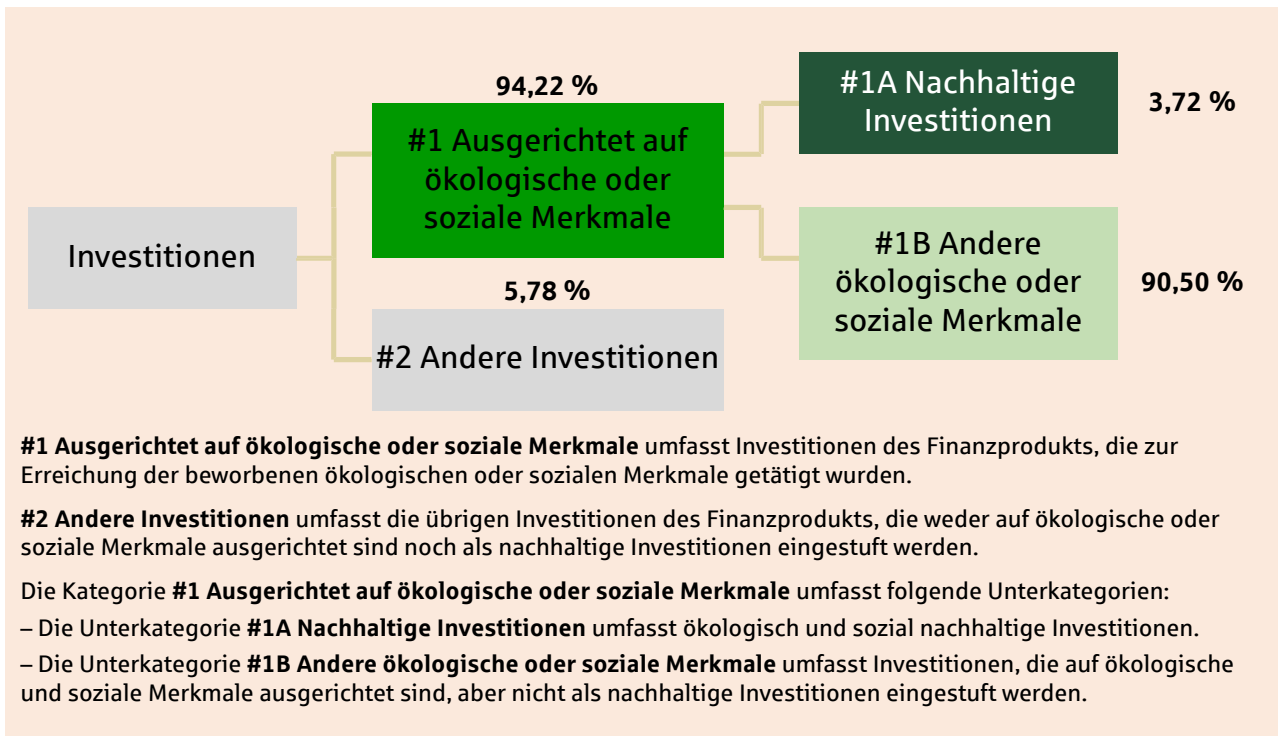 94,22 %
#1 Ausgerichtet auf
ökologische oder
soziale Merkmale
#1A Nachhaltige
Investitionen
3,72 %
Investitionen
#1B Andere
ökologische oder
soziale Merkmale
90,50 %
5,78 %
#2 Andere Investitionen
#1 Ausgerichtet auf ökologische oder soziale Merkmale umfasst Investitionen des Finanzprodukts, die zur
Erreichung der beworbenen ökologischen oder sozialen Merkmale getätigt wurden.
#2 Andere Investitionen umfasst die übrigen Investitionen des Finanzprodukts, die weder auf ökologische oder
soziale Merkmale ausgerichtet sind noch als nachhaltige Investitionen eingestuft werden.
Die Kategorie #1 Ausgerichtet auf ökologische oder soziale Merkmale umfasst folgende Unterkategorien:
– Die Unterkategorie #1A Nachhaltige Investitionen umfasst ökologisch und sozial nachhaltige Investitionen.
– Die Unterkategorie #1B Andere ökologische oder soziale Merkmale umfasst Investitionen, die auf ökologische
und soziale Merkmale ausgerichtet sind, aber nicht als nachhaltige Investitionen eingestuft werden.